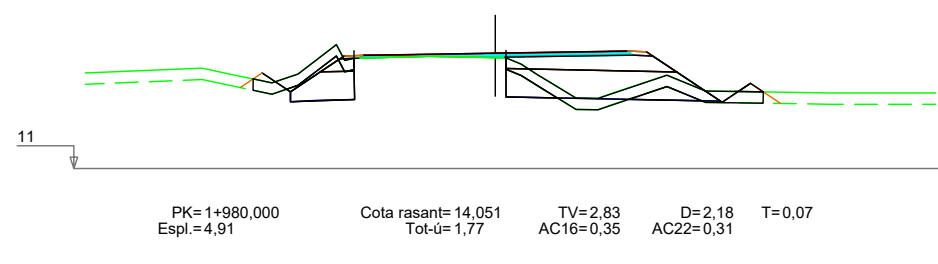 11
PK= 1+980,000 Cota rasant= 14,051 TV= 2,83 D= 2,18 T= 0,07
Espl.= 4,91 Tot-ú= 1,77 AC16= 0,35 AC22= 0,31